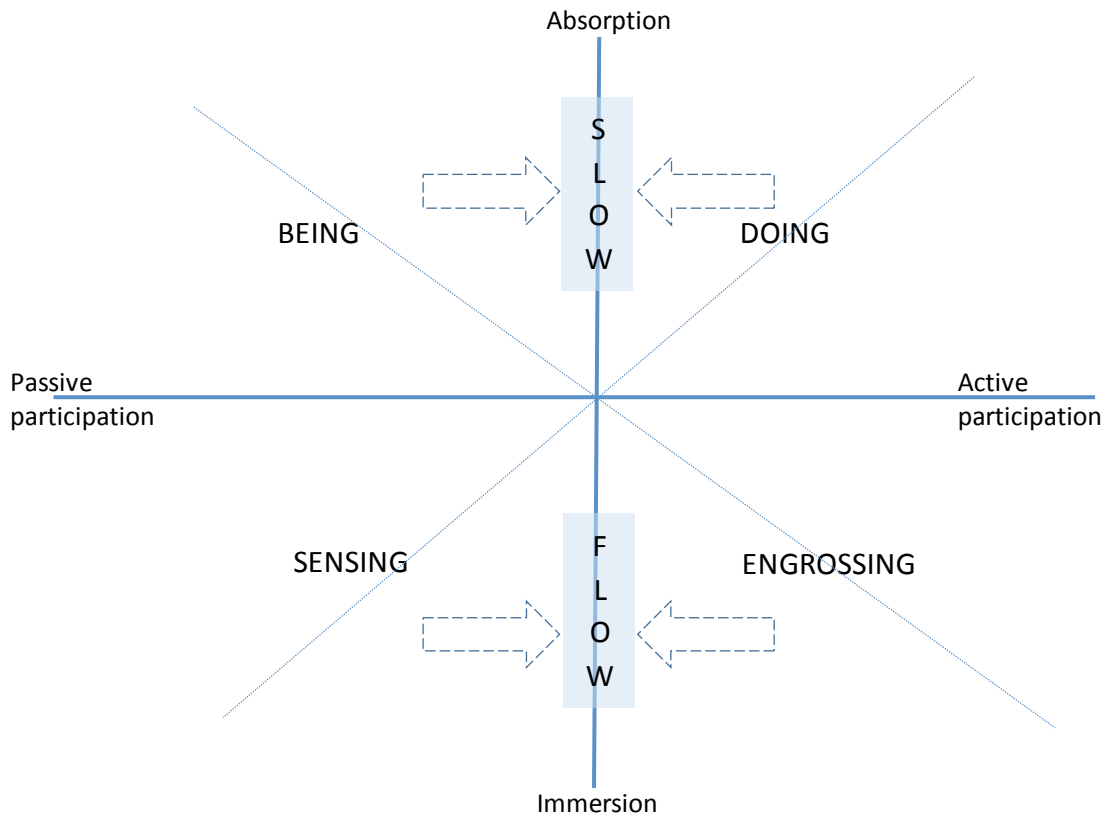 Absorption
S
L
O
W
BEING
DOING
Passive
participation
Active
participation
F
L
O
W
SENSING
ENGROSSING
Immersion